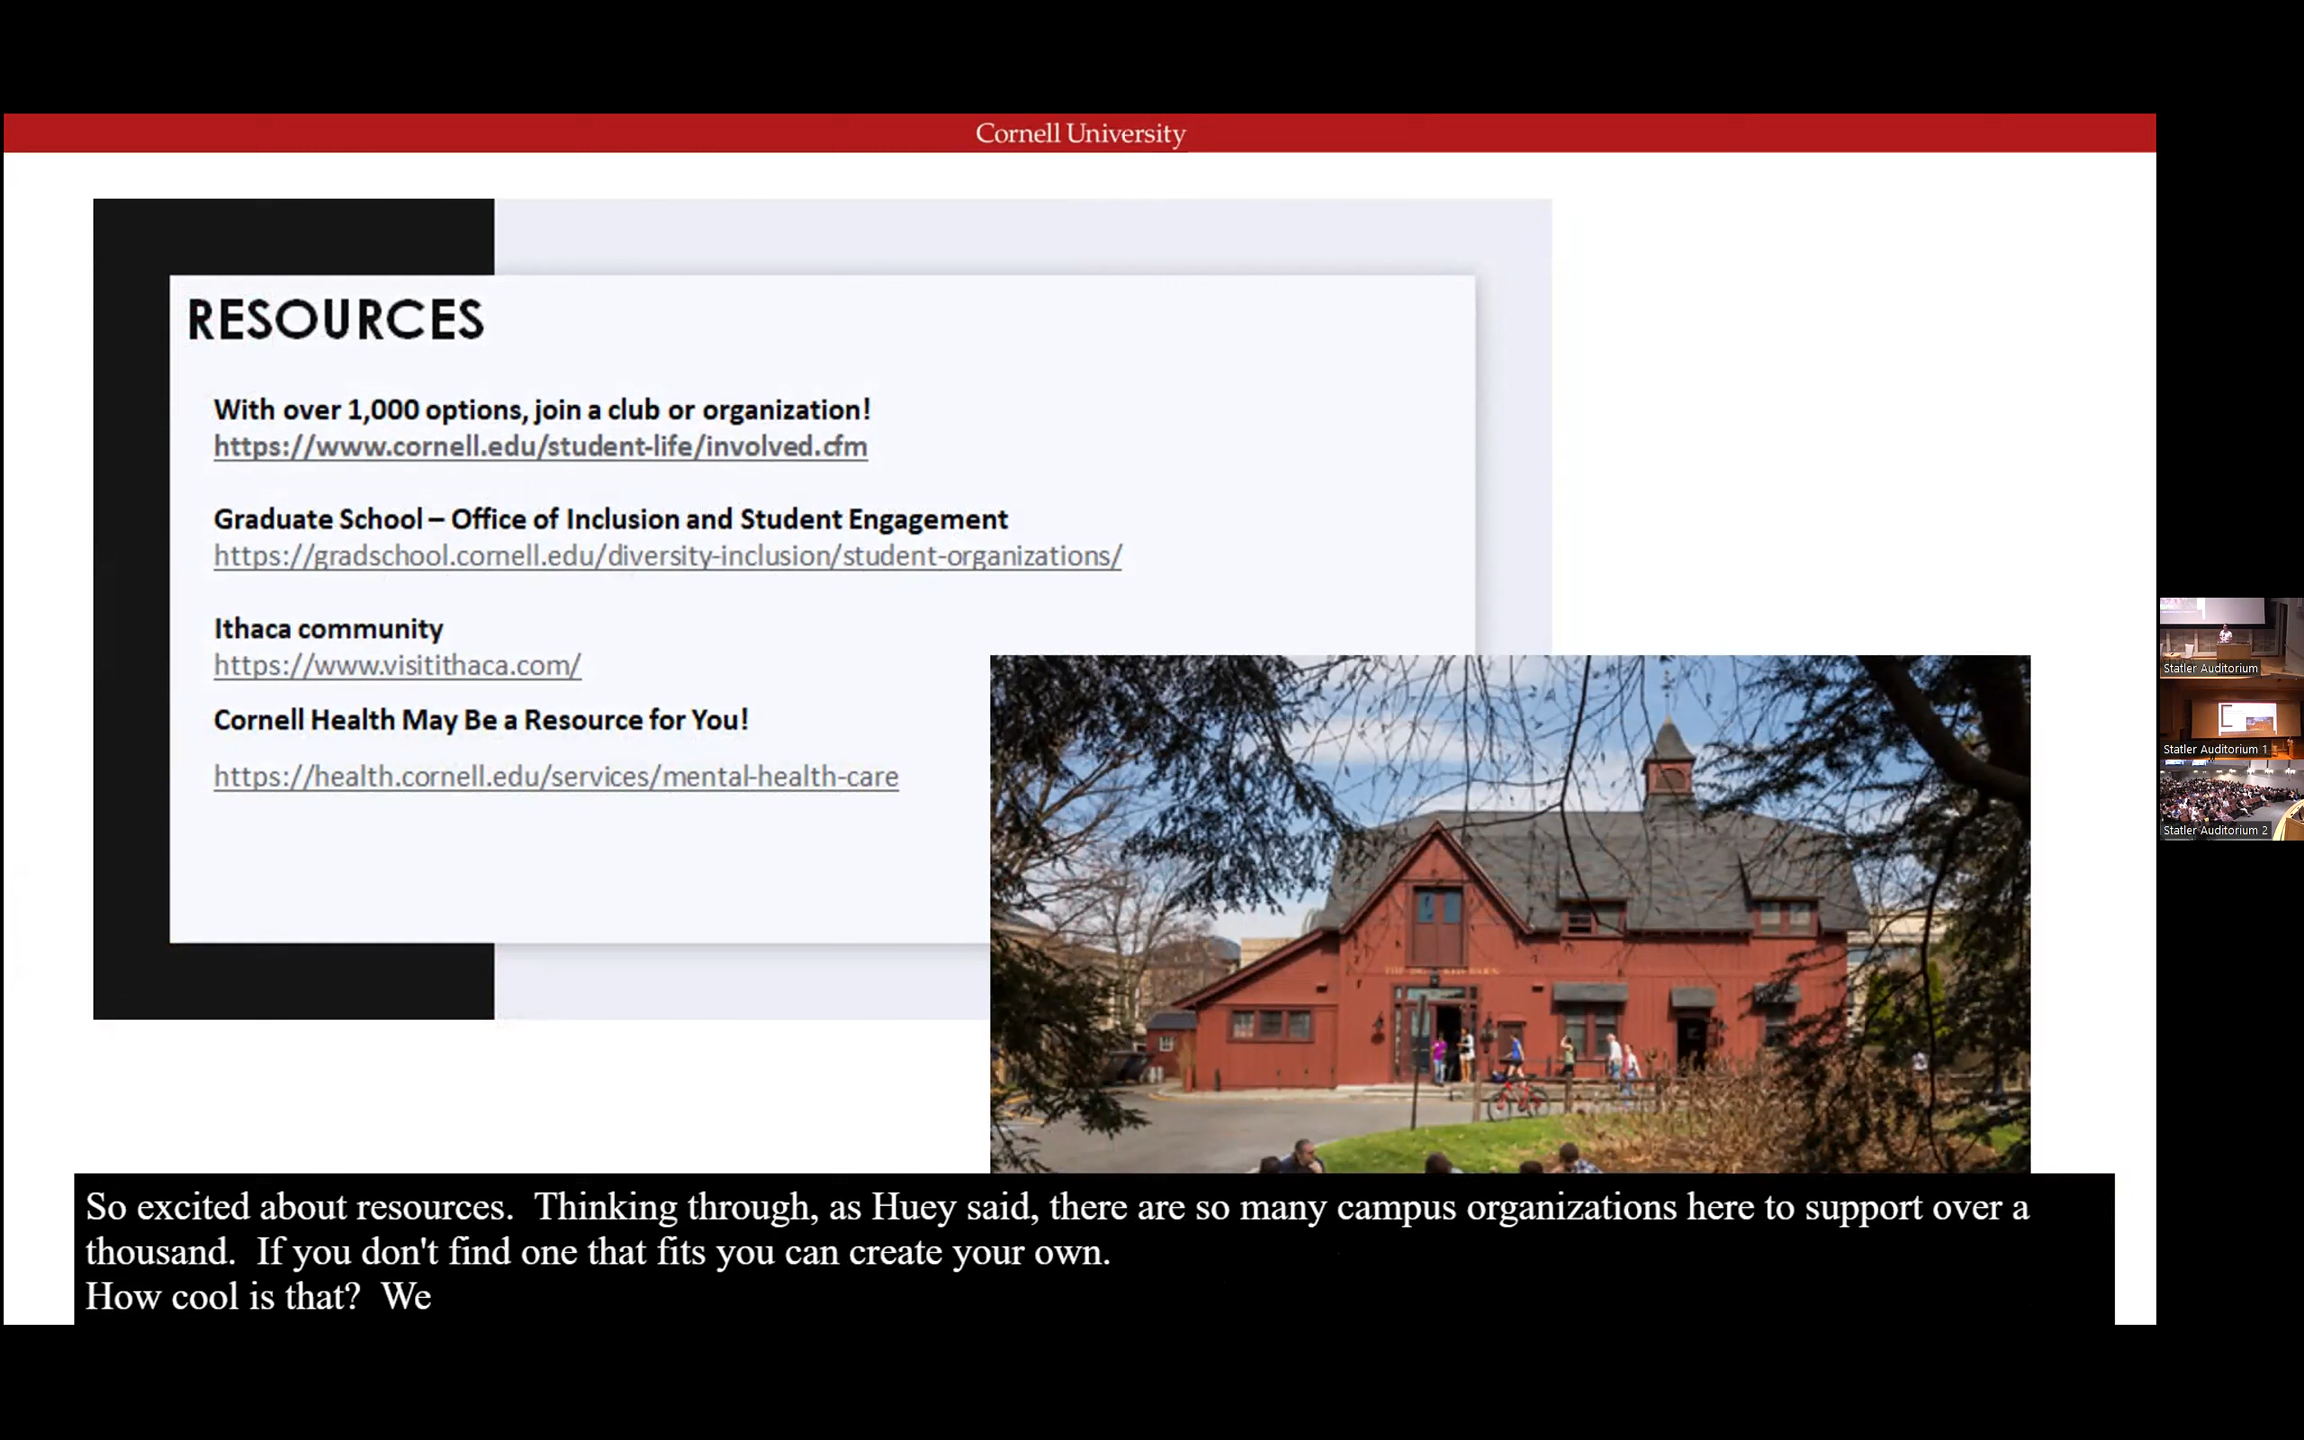 Cornell University
RESOURCES
With over 1,000 options, join a club or organization!
https://www.cornell.edu/student-life/involved.cfm
Graduate School – Office of Inclusion and Student Engagement
https://gradschool.cornell.edu/diversity-inclusion/student-organizations/
Ithaca community
https://www.visitithaca.com/
Cornell Health May Be a Resource for You!
https://health.cornell.edu/services/mental-health-care
Statler Auditorium
Statler Auditorium 1
Statler Auditorium 2
So excited about resources.  Thinking through, as Huey said, there are so many campus organizations here to support over a
thousand.  If you don't find one that fits you can create your own.
How cool is that?  We